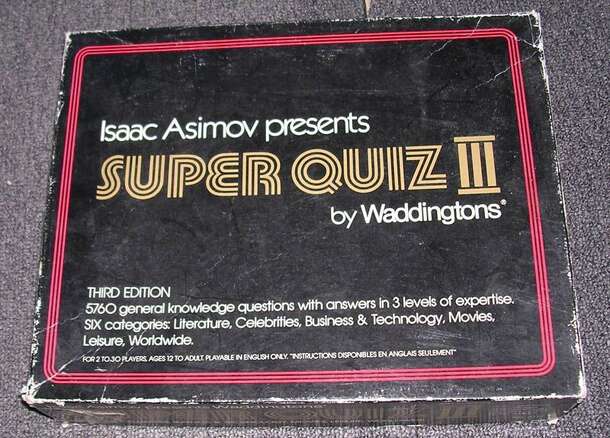 Isaac Asimov presents
SUPER QUIZ III
by Waddingtons®
THIRD EDITION
5760 general knowledge questions with answers in 3 levels of expertise.
SIX categories: Literature, Celebrities, Business & Technology, Movies,
Leisure, Worldwide.
FOR 2 TO 30 PLAYERS, AGES 12 TO ADULT. PLAYABLE IN ENGLISH ONLY. "INSTRUCTIONS DISPONIBLES EN ANGLAIS SEULEMENT"